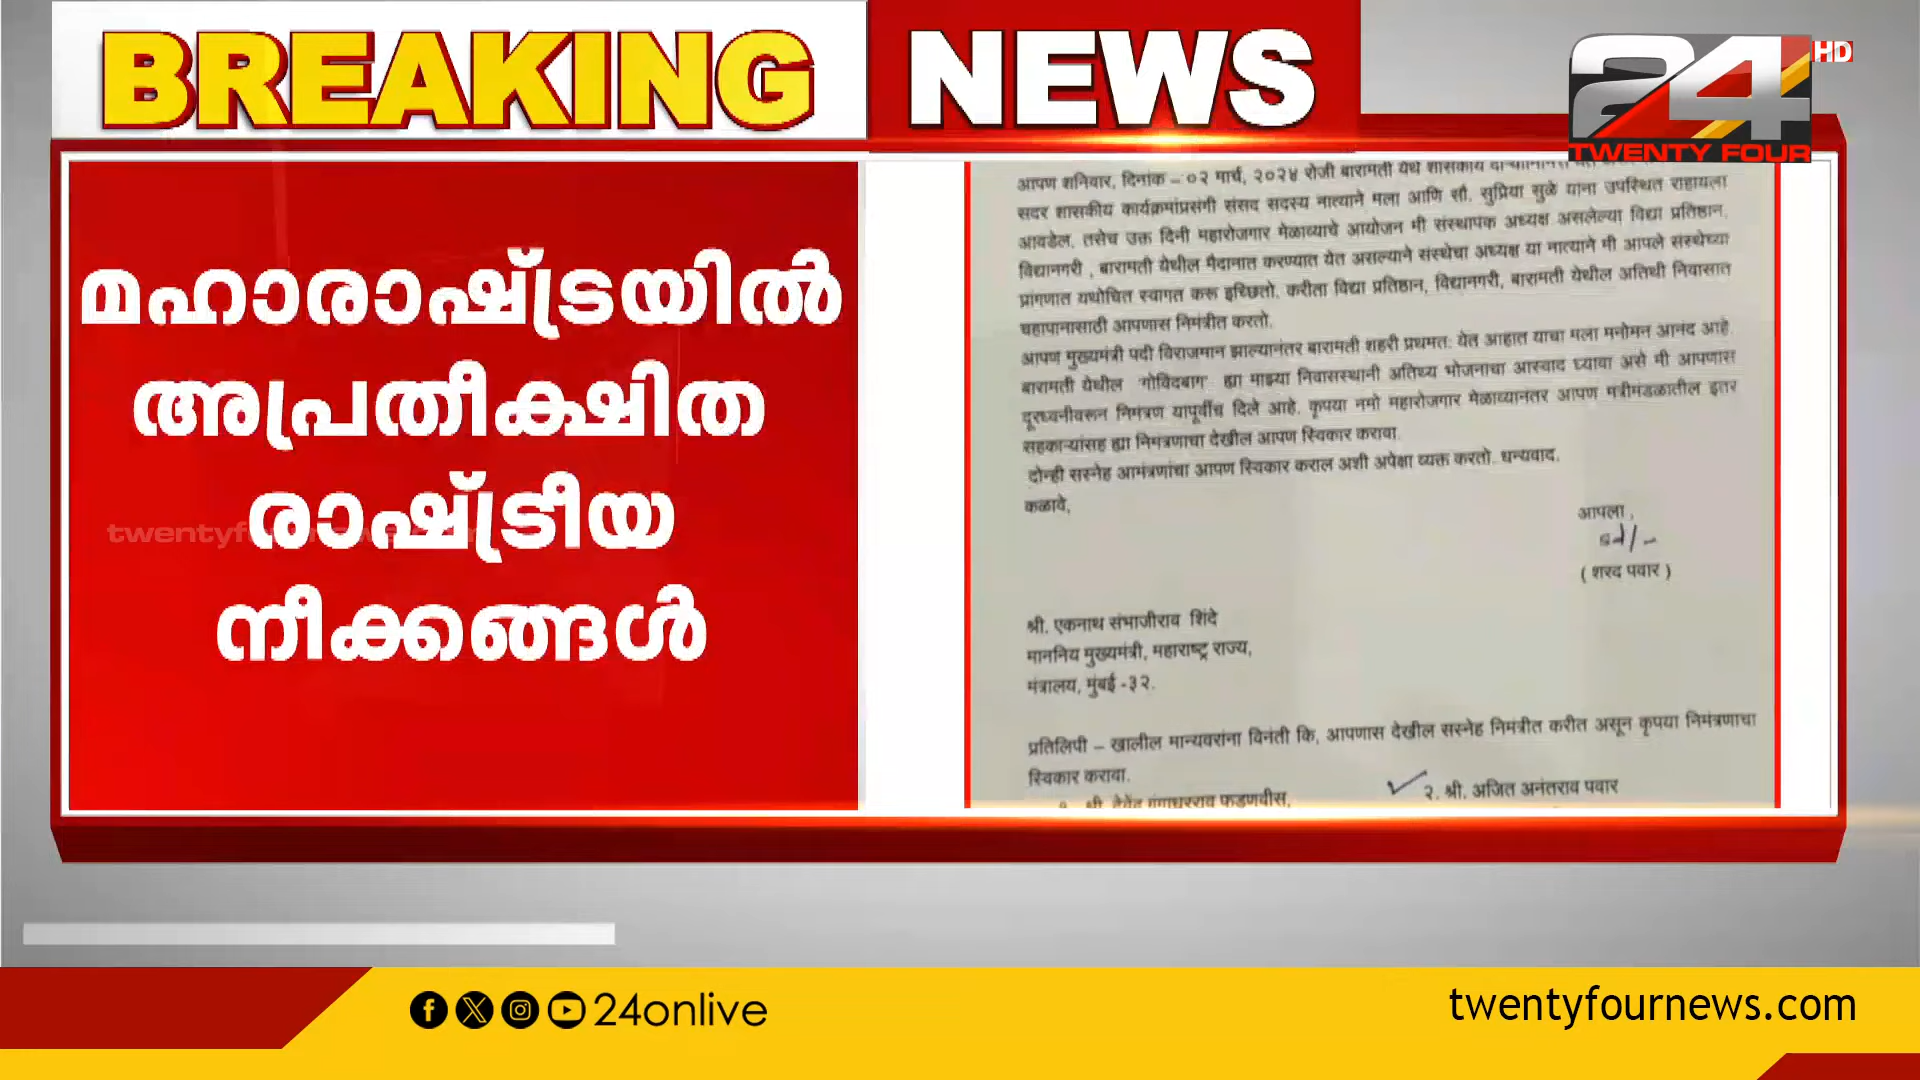 BREAKING NEWS
24 HD
TWENTY FOUR
മഹാരാഷ്ട്രയിൽ
അപ്രതീക്ഷിത
രാഷ്ട്രീയ
നീക്കങ്ങൾ
आपण शनिवार, दिनांक – ०२ मार्च, २०२४ रोजी बारामती येथे शासकीय
सदर शासकीय कार्यक्रमांप्रसंगी संसद सदस्य नात्याने मला आणि सौ. सुप्रिया सुळे यांना उपस्थित राहायला
आवडेल. तसेच उक्त दिनी महारोजगार मेळाव्याचे आयोजन मी संस्थापक अध्यक्ष असलेल्या विद्या प्रतिष्ठान,
विद्यानगरी , बारामती येथील मैदानात करण्यात येत असल्याने संस्थेचा अध्यक्ष या नात्याने मी आपले संस्थेच्या
प्रांगणात यथोचित स्वागत करू इच्छितो. करीता विद्या प्रतिष्ठान, विद्यानगरी, बारामती येथील अतिथी निवासात
चहापानासाठी आपणास निमंत्रीत करतो.
आपण मुख्यमंत्री पदी विराजमान झाल्यानंतर बारामती शहरी प्रथमत: येत आहात याचा मला मनोमन आनंद आहे.
बारामती येथील 'गोविंदबाग' ह्या माझ्या निवासस्थानी अतिथ्य भोजनाचा आस्वाद घ्यावा असे मी आपणास
दूरध्वनीवरून निमंत्रण यापूर्वीच दिले आहे. कृपया नमो महारोजगार मेळाव्यानंतर आपण मंत्रीमंडळातील इतर
सहकाऱ्यांसह ह्या निमंत्रणाचा देखील आपण स्विकार करावा.
दोन्ही सस्नेह आमंत्रणांचा आपण स्विकार कराल अशी अपेक्षा व्यक्त करतो. धन्यवाद.
कळावे,
आपला ,
sd/-
( शरद पवार )
श्री. एकनाथ संभाजीराव शिंदे
माननिय मुख्यमंत्री, महाराष्ट्र राज्य,
मंत्रालय, मुंबई -३२.
प्रतिलिपी – खालील मान्यवरांना विनंती कि, आपणास देखील सस्नेह निमंत्रीत करीत असून कृपया निमंत्रणाचा
स्विकार करावा.
१. श्री. देवेंद्र गंगाधरराव फडणवीस, २. श्री. अजित अनंतराव पवार
24onlive
twentyfournews.com